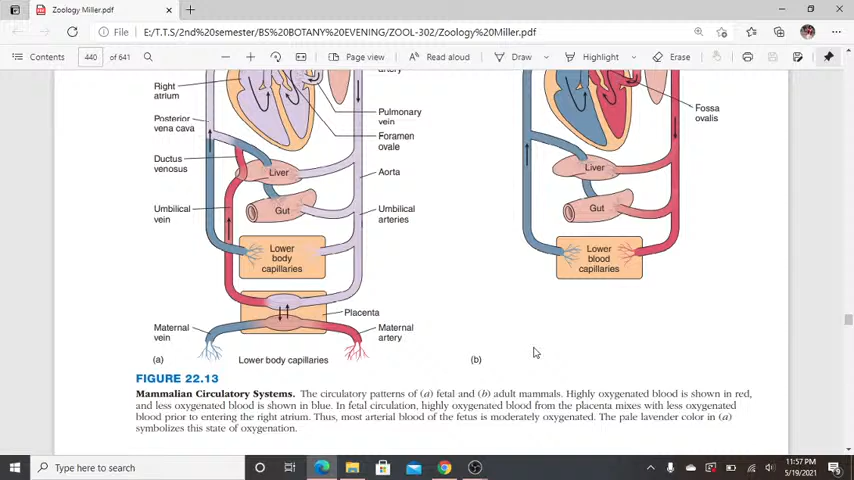 Zoology Miller.pdf
File
E:/T.T.S/2nd%20semester/BS%20BOTANY%20EVENING/ZOOL-302/Zoology%20Miller.pdf
Contents
440
of 641
Page view
Read aloud
Draw
Highlight
Erase
artery
Right
atrium
Posterior
vena cava
Ductus
venosus
Umbilical
vein
Pulmonary
vein
Foramen
ovale
Aorta
Umbilical
arteries
Liver
Gut
Lower
body
capillaries
Placenta
Maternal
vein
Maternal
artery
(a)
Lower body capillaries
Fossa
ovalis
Liver
Gut
Lower
blood
capillaries
(b)
FIGURE 22.13
Mammalian Circulatory Systems. The circulatory patterns of (a) fetal and (b) adult mammals. Highly oxygenated blood is shown in red,
and less oxygenated blood is shown in blue. In fetal circulation, highly oxygenated blood from the placenta mixes with less oxygenated
blood prior to entering the right atrium. Thus, most arterial blood of the fetus is moderately oxygenated. The pale lavender color in (a)
symbolizes this state of oxygenation.
Type here to search
11:57 PM
5/19/2021